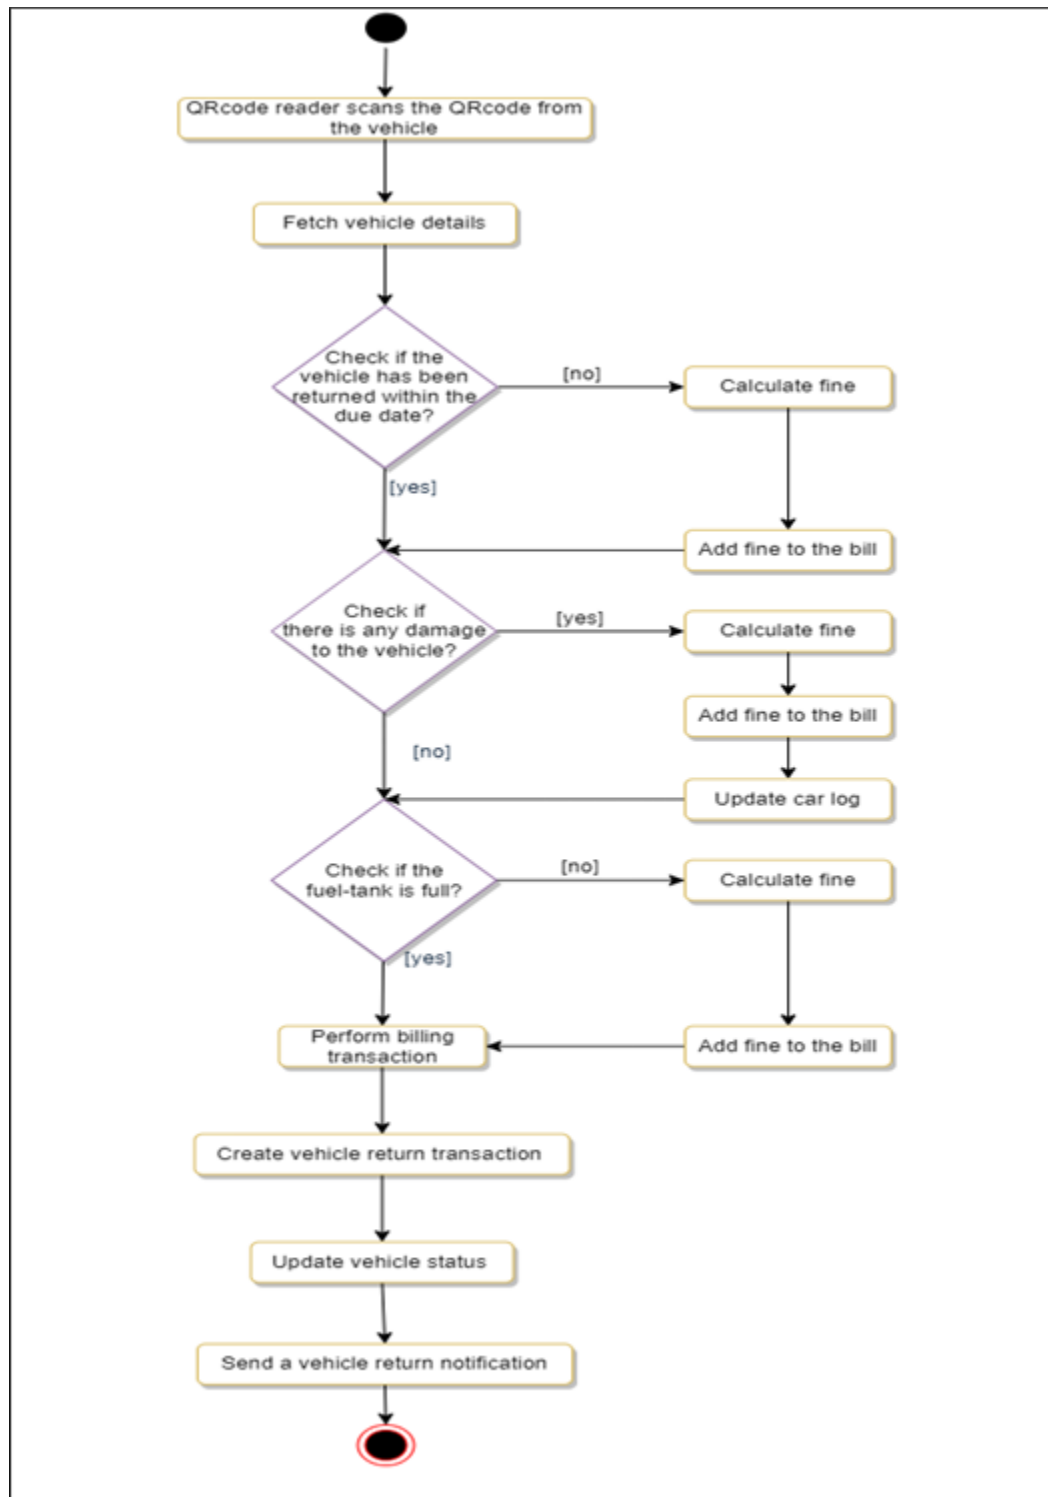 QRcode reader scans the QRcode from
the vehicle
Fetch vehicle details
Check if the
vehicle has been
returned within the
due date?
[no]
Calculate fine
[yes]
Add fine to the bill
Check if
there is any damage
to the vehicle?
[yes]
Calculate fine
Add fine to the bill
[no]
Update car log
Check if the
fuel-tank is full?
[no]
Calculate fine
[yes]
Perform billing
transaction
Add fine to the bill
Create vehicle return transaction
Update vehicle status
Send a vehicle return notification